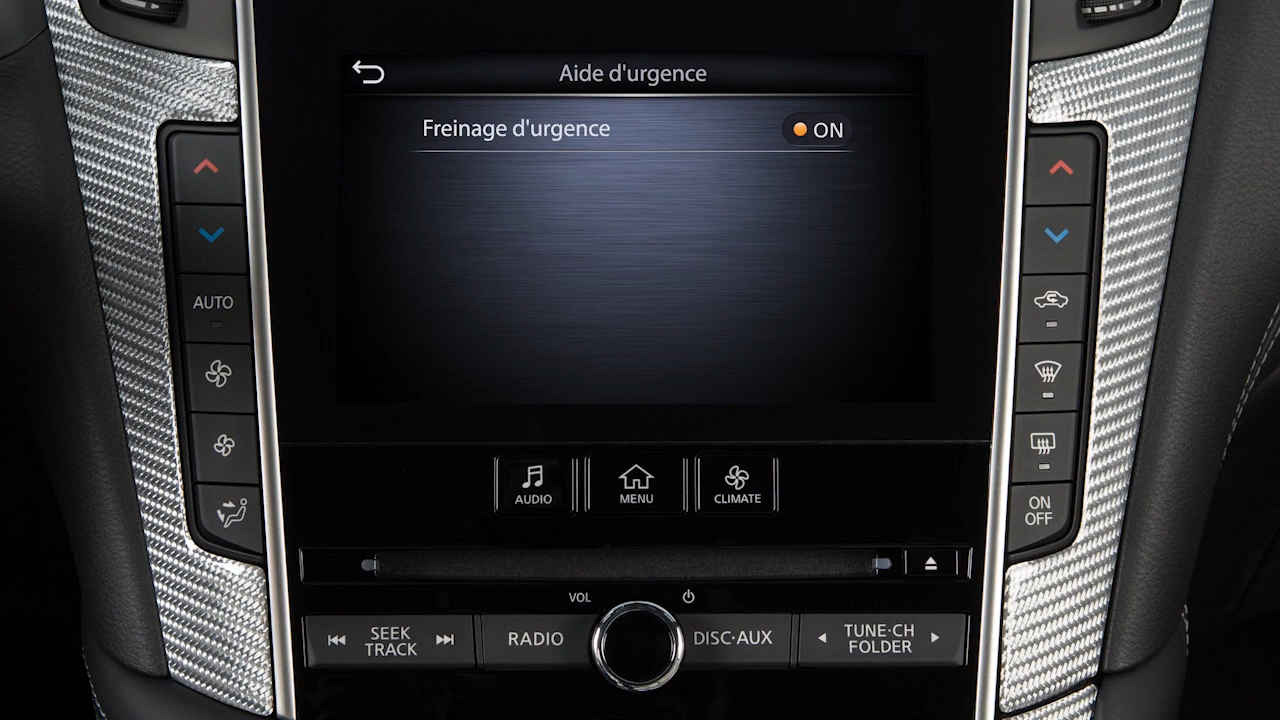 Aide d'urgence
Freinage d'urgence
ON
AUTO
AUDIO
MENU
CLIMATE
ON
OFF
VOL
SEEK
TRACK
RADIO
DISC·AUX
TUNE·CH
FOLDER